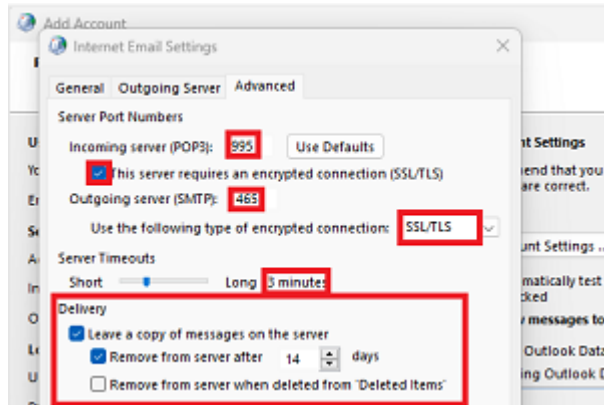 Add Account
Internet Email Settings
General Outgoing Server Advanced
Server Port Numbers
Incoming server (POP3): 995 Use Defaults
This server requires an encrypted connection (SSL/TLS)
Outgoing server (SMTP): 465
Use the following type of encrypted connection: SSL/TLS
Server Timeouts
Short Long 3 minutes
Delivery
Leave a copy of messages on the server
Remove from server after 14 days
Remove from server when deleted from 'Deleted Items'
nt Settings
end that you
are correct.
unt Settings ..
matically test
cked
messages to
Outlook Data
ing Outlook D